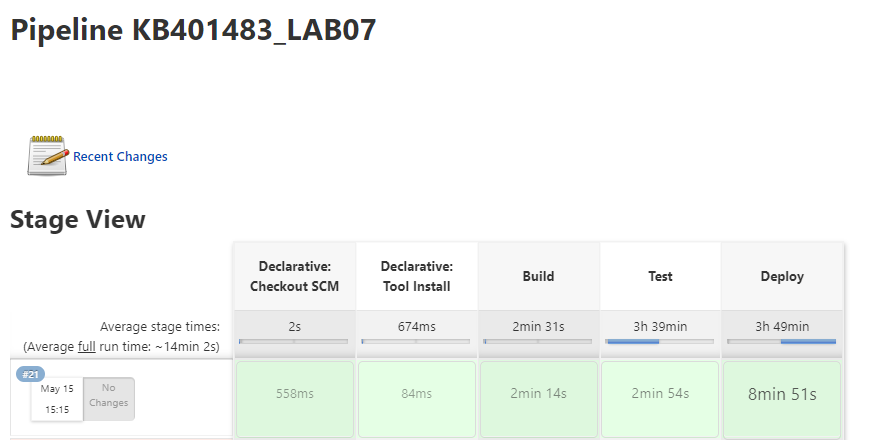 Pipeline KB401483_LAB07
Recent Changes
Stage View
Declarative: Checkout SCM
Declarative: Tool Install
Build
Test
Deploy
Average stage times:
2s
674ms
2min 31s
3h 39min
3h 49min
(Average full run time: ~14min 2s)
#21
May 15
15:15
No Changes
558ms
84ms
2min 14s
2min 54s
8min 51s